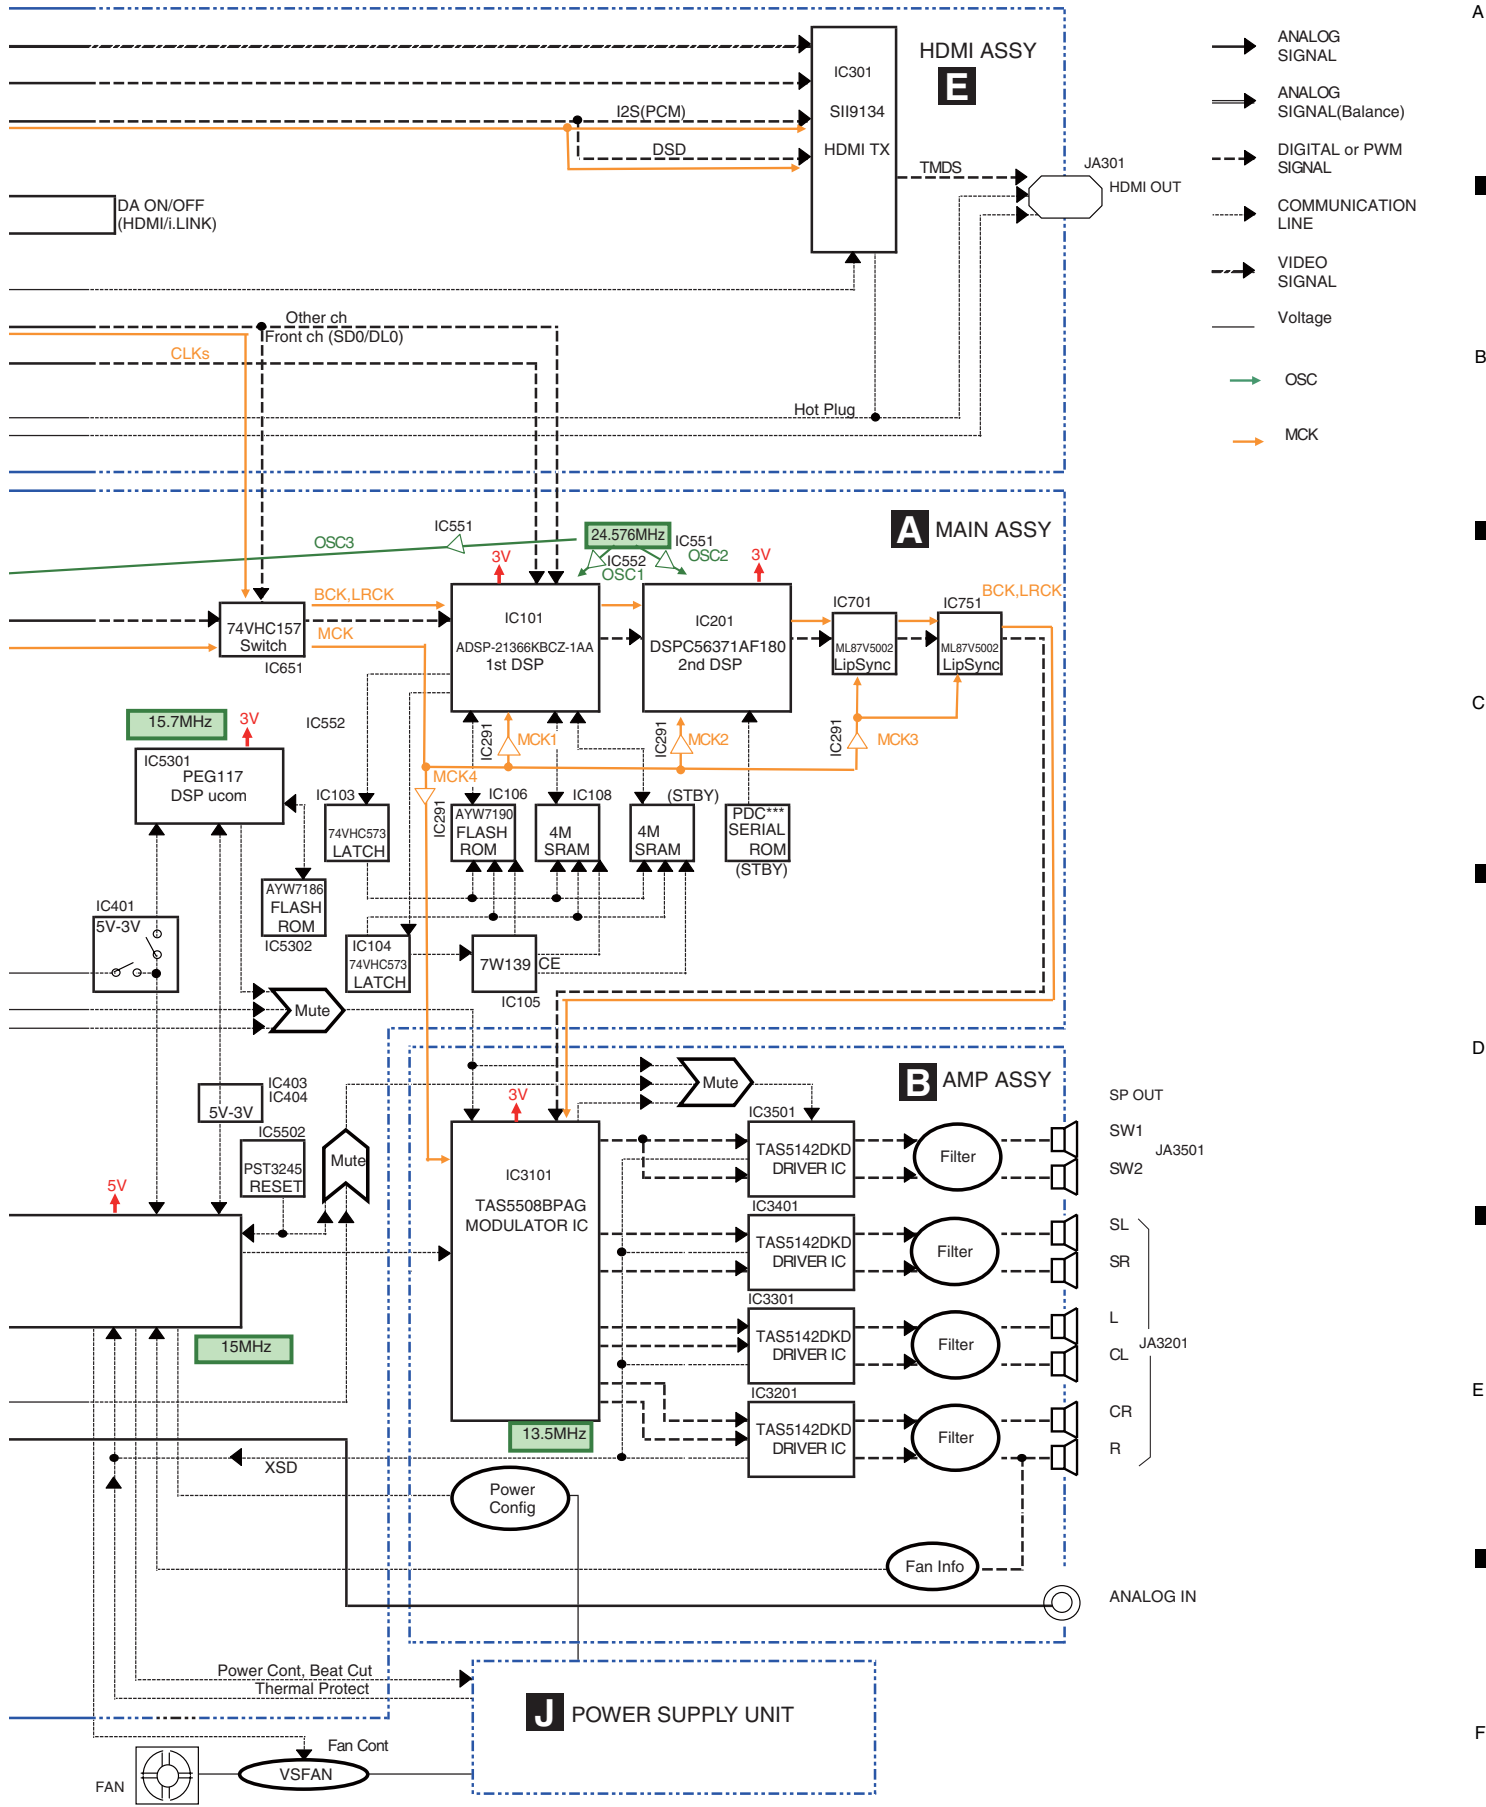 A
HDMI ASSY
E
IC301
SII9134
HDMI TX
I2S(PCM)
DSD
TMDS
JA301
HDMI OUT
DA ON/OFF
(HDMI/i.LINK)
ANALOG
SIGNAL
ANALOG
SIGNAL(Balance)
DIGITAL or PWM
SIGNAL
COMMUNICATION
LINE
VIDEO
SIGNAL
Voltage
OSC
MCK
B
Other ch
Front ch (SD0/DL0)
CLKs
Hot Plug
A MAIN ASSY
IC551
OSC3
24.576MHz
IC551
OSC2
IC552
OSC1
3V
3V
BCK,LRCK
MCK
74VHC157
Switch
IC651
IC101
ADSP-21366KBCZ-1AA
1st DSP
IC201
DSPC56371AF180
2nd DSP
IC701
ML87V5002
LipSync
IC751
ML87V5002
LipSync
BCK,LRCK
C
15.7MHz
3V
IC552
IC5301
PEG117
DSP ucom
IC291
MCK1
IC291
MCK2
IC291
MCK3
MCK4
IC291
IC103
74VHC573
LATCH
IC106
AYW7190
FLASH
ROM
IC108
4M
SRAM
(STBY)
4M
SRAM
PDC***
SERIAL
ROM
(STBY)
AYW7186
FLASH
ROM
IC5302
IC401
5V-3V
IC104
74VHC573
LATCH
7W139
CE
IC105
Mute
D
B AMP ASSY
Mute
IC403
IC404
5V-3V
IC5502
PST3245
RESET
Mute
5V
3V
IC3101
TAS5508BPAG
MODULATOR IC
13.5MHz
15MHz
IC3501
TAS5142DKD
DRIVER IC
Filter
IC3401
TAS5142DKD
DRIVER IC
Filter
IC3301
TAS5142DKD
DRIVER IC
Filter
IC3201
TAS5142DKD
DRIVER IC
Filter
SP OUT
SW1
JA3501
SW2
SL
SR
L
JA3201
CL
CR
R
E
XSD
Power
Config
Fan Info
ANALOG IN
Power Cont, Beat Cut
Thermal Protect
J POWER SUPPLY UNIT
Fan Cont
VSFAN
FAN
F